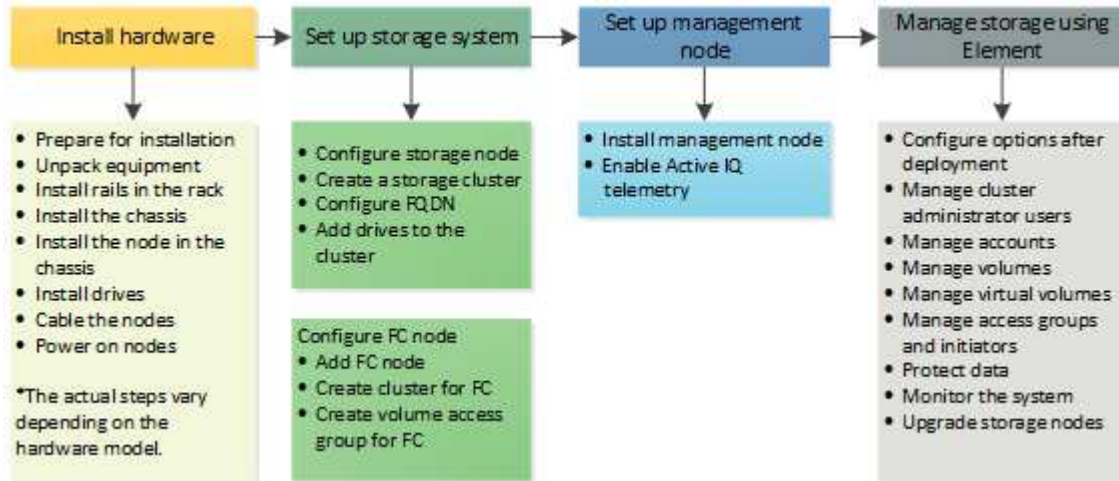 Install hardware
Set up storage system
Set up management
node
Manage storage using
Element
• Prepare for installation
• Unpack equipment
• Install rails in the rack
• Install the chassis
• Install the node in the
chassis
• Install drives
• Cable the nodes
• Power on nodes
*The actual steps vary
depending on the
hardware model.
• Configure storage node
• Create a storage cluster
• Configure FQDN
• Add drives to the
cluster
Configure FC node
• Add FC node
• Create cluster for FC
• Create volume access
group for FC
• Install management node
• Enable Active IQ
telemetry
• Configure options after
deployment
• Manage cluster
administrator users
• Manage accounts
• Manage volumes
• Manage virtual volumes
• Manage access groups
and initiators
• Protect data
• Monitor the system
• Upgrade storage nodes